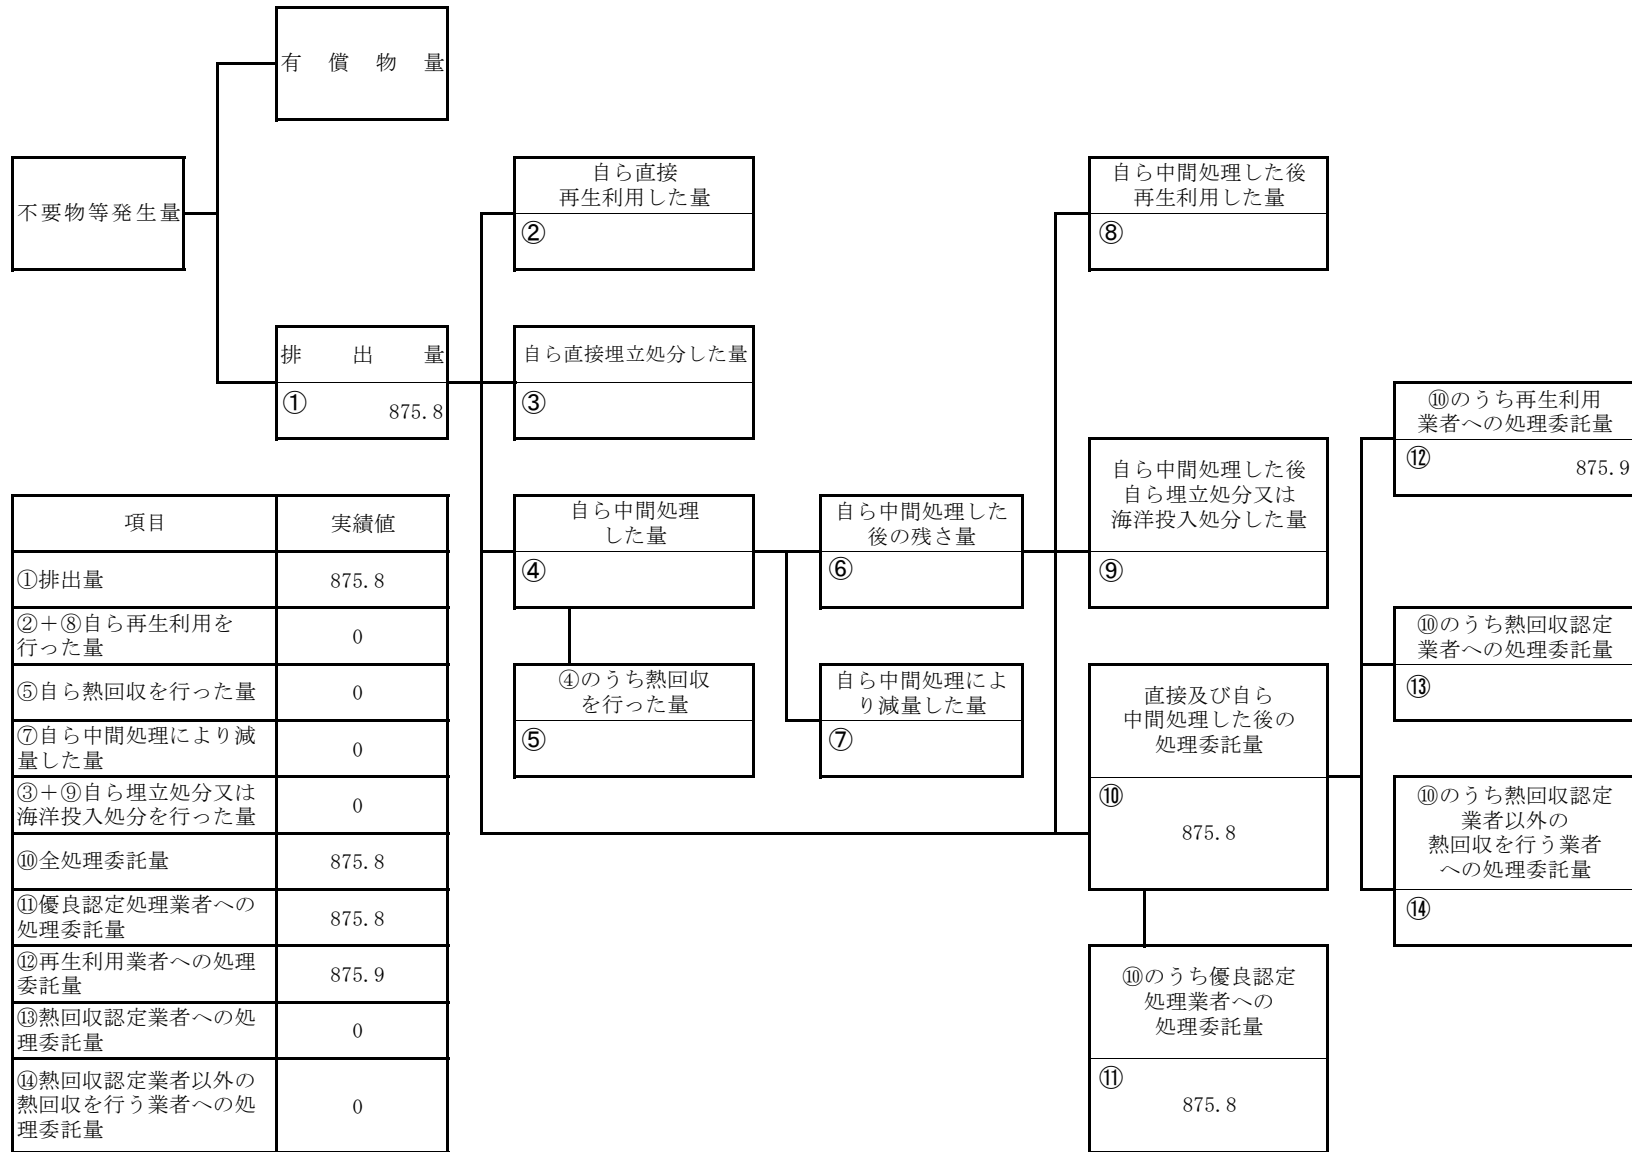 有償物量
不要物等発生量
排出量
①
875.8
自ら直接
再生利用した量
②
自ら直接埋立処分した量
③
自ら中間処理
した量
④
④のうち熱回収
を行った量
⑤
自ら中間処理した
後の残さ量
⑥
自ら中間処理によ
り減量した量
⑦
自ら中間処理した後
再生利用した量
⑧
自ら中間処理した後
自ら埋立処分又は
海洋投入処分した量
⑨
直接及び自ら
中間処理した後の
処理委託量
⑩
875.8
⑩のうち優良認定
処理業者への
処理委託量
⑪
875.8
⑩のうち再生利用
業者への処理委託量
⑫
875.9
⑩のうち熱回収認定
業者への処理委託量
⑬
⑩のうち熱回収認定
業者以外の
熱回収を行う業者
への処理委託量
⑭
項目 実績値
①排出量 875.8
②+⑧自ら再生利用を
行った量 0
⑤自ら熱回収を行った量 0
⑦自ら中間処理により減
量した量 0
③+⑨自ら埋立処分又は
海洋投入処分を行った量 0
⑩全処理委託量 875.8
⑪優良認定処理業者への
処理委託量 875.8
⑫再生利用業者への処理
委託量 875.9
⑬熱回収認定業者への処
理委託量 0
⑭熱回収認定業者以外の
熱回収を行う業者への処
理委託量 0